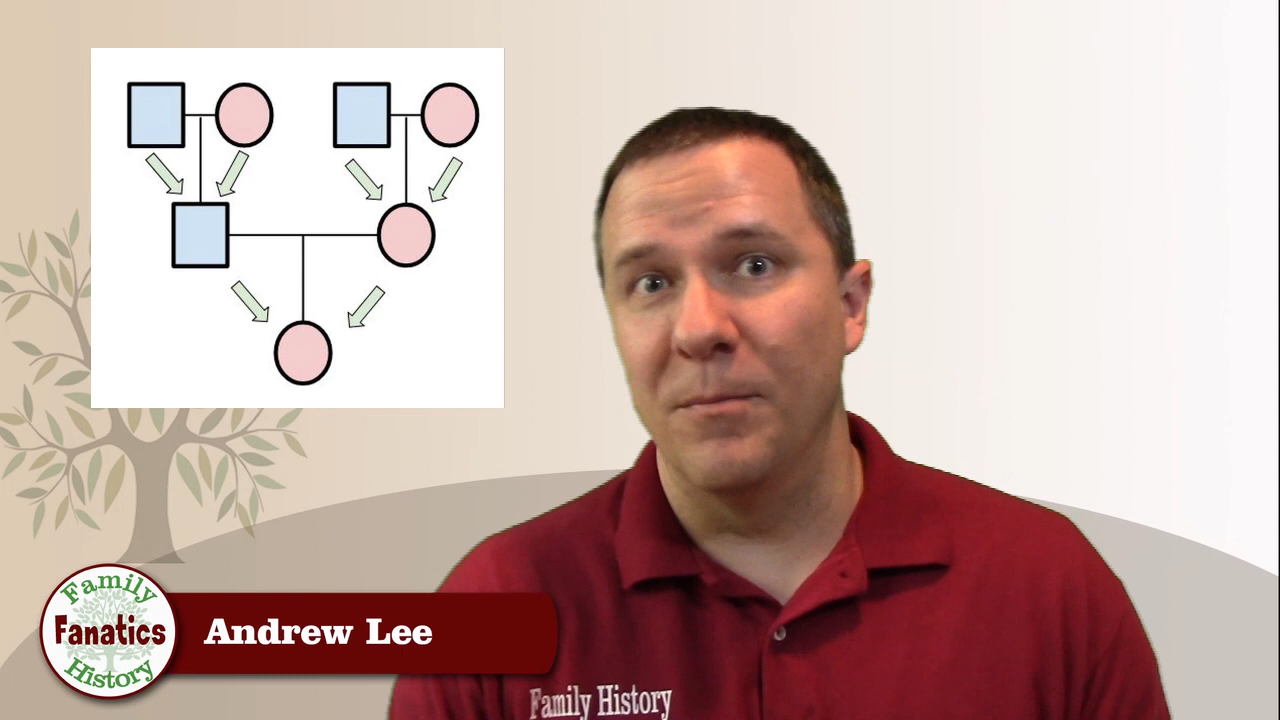 Family
Fanatics
History
Andrew Lee
Family History